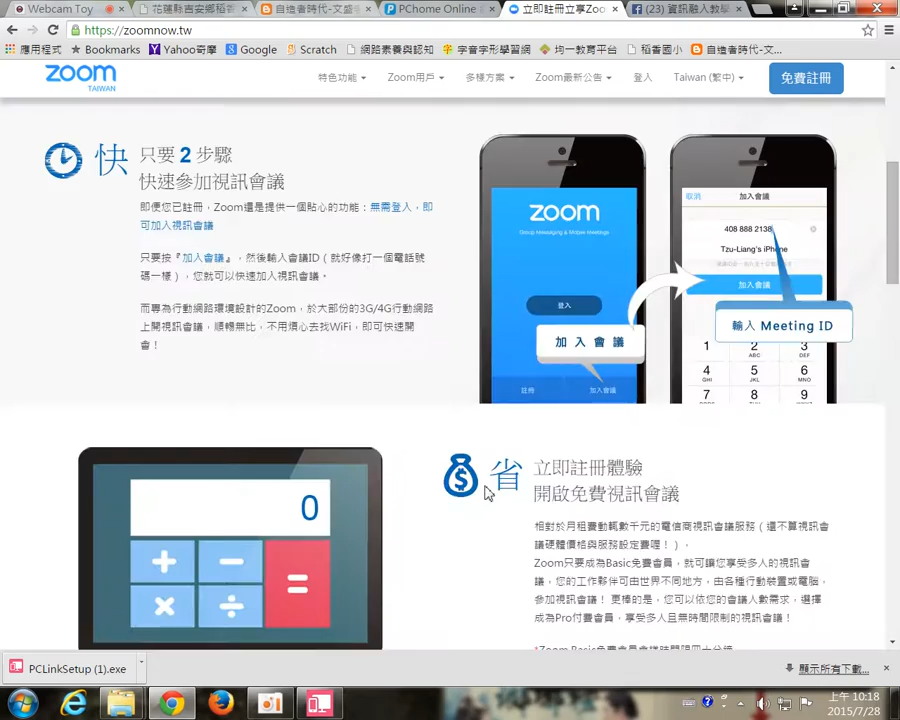 Webcam Toy
花蓮縣吉安鄉稻香
自造者時代-文盛
PChome Online
立即註冊立享Zoo
(23) 資訊融入教學
https://zoomnow.tw
應用程式
Bookmarks
Yahoo奇摩
Google
Scratch
網路素養與認知
字音字形學習網
均一教育平台
稻香國小
自造者時代-文...
zoom
TAIWAN
特色功能
Zoom用戶
多樣方案
Zoom最新公告
登入
Taiwan (繁中)
免費註冊
快
只要 2 步驟
快速參加視訊會議
即便您已註冊，Zoom還是提供一個貼心的功能：無需登入，即
可加入視訊會議
只要按『加入會議』，然後輸入會議ID（就好像打一個電話號
碼一樣），您就可以快速加入視訊會議。
而專為行動網路環境設計的Zoom，於大部份的3G/4G行動網路
上開視訊會議，順暢無比，不用煩心去找WiFi，即可快速開
會！
zoom
Group Messaging & Mobile Meetings
登入
加 入 會 議
註冊
加入會議
取消
加入會議
408 888 2138
Tzu-Liang's iPhone
加入會議
輸入 Meeting ID
1
2
ABC
3
DEF
4
GHI
5
JKL
6
MNO
7
8
9
0
+
−
×
÷
=
省
立即註冊體驗
開啟免費視訊會議
相對於月租費動輒數千元的電信商視訊會議服務（還不算視訊會
議硬體價格與服務設定費喔！），
Zoom只要成為Basic免費會員，就可讓您享受多人的視訊會
議，您的工作夥伴可由世界不同地方，由各種行動裝置或電腦，
參加視訊會議！ 更棒的是，您可以依您的會議人數需求，選擇
成為Pro付費會員，享受多人且無時間限制的視訊會議！
PCLinkSetup (1).exe
顯示所有下載...
上午 10:18
2015/7/28